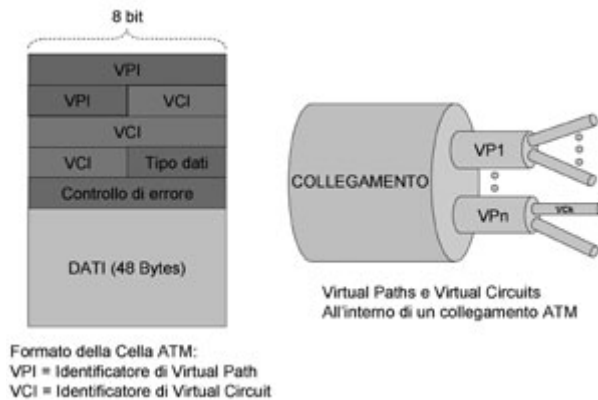 8 bit
VPI
VPI VCI
VCI
VCI Tipo dati
Controllo di errore
DATI (48 Bytes)
Formato della Cella ATM:
VPI = Identificatore di Virtual Path
VCI = Identificatore di Virtual Circuit
COLLEGAMENTO
VP1
VPn
VCk
Virtual Paths e Virtual Circuits
All'interno di un collegamento ATM